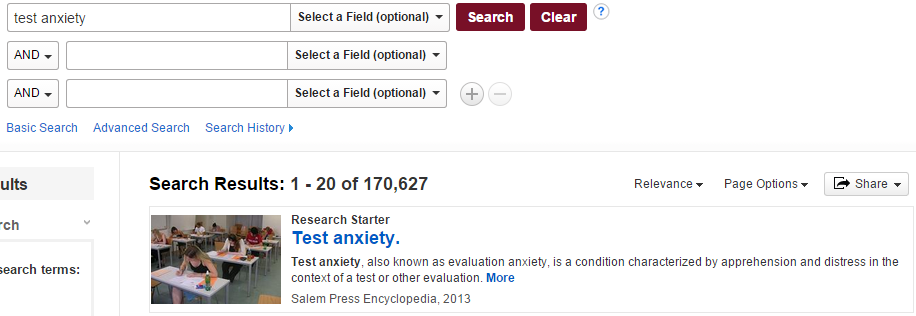 test anxiety Select a Field (optional) Search Clear ?
AND Select a Field (optional)
AND Select a Field (optional)
Basic Search Advanced Search Search History
ults
Search Results: 1 - 20 of 170,627 Relevance Page Options Share
rch
earch terms:
Research Starter
Test anxiety.
Test anxiety, also known as evaluation anxiety, is a condition characterized by apprehension and distress in the
context of a test or other evaluation. More
Salem Press Encyclopedia, 2013